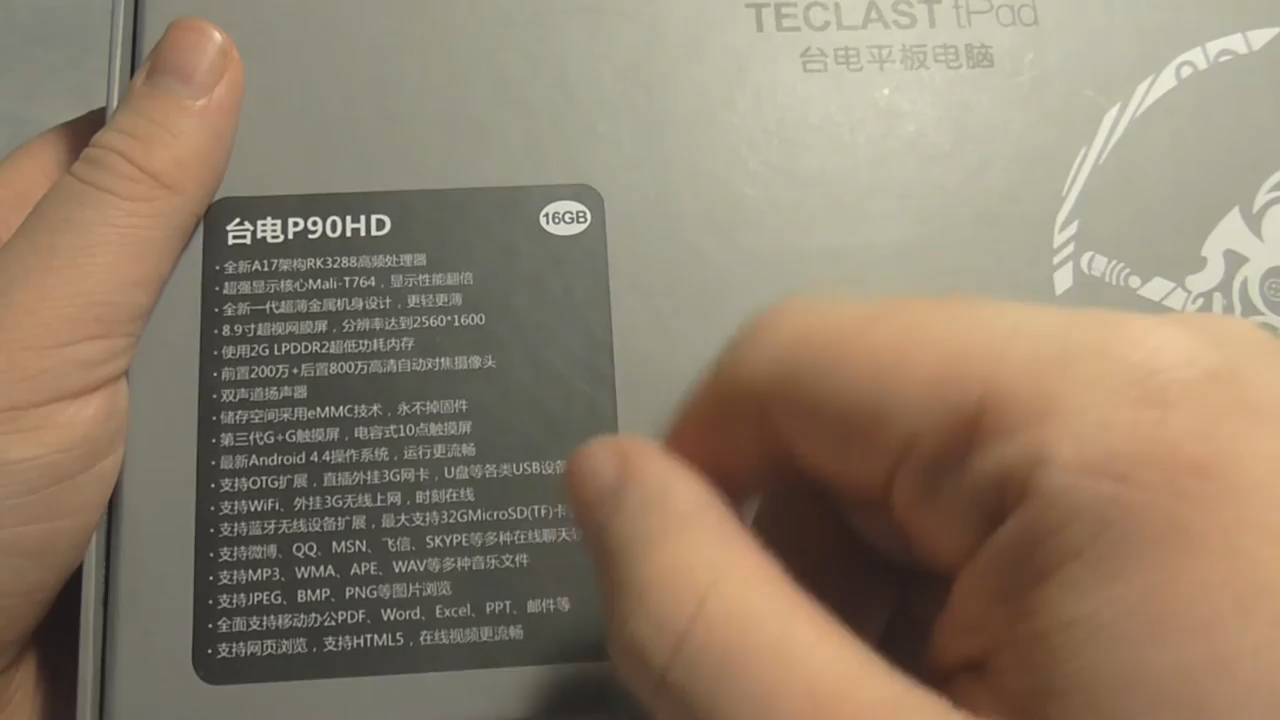 TECLAST tPad
台电平板电脑
台电P90HD
16GB
·全新A17架构RK3288高频处理器
·超强显示核心Mali-T764，显示性能翻倍
·全新一代超薄金属机身设计，更轻更薄
·8.9寸超视网膜屏，分辨率达到2560*1600
·使用2G LPDDR2超低功耗内存
·前置200万+后置800万高清自动对焦摄像头
·双声道扬声器
·储存空间采用eMMC技术，永不掉固件
·第三代G+G触摸屏，电容式10点触摸屏
·最新Android 4.4操作系统，运行更流畅
·支持OTG扩展，直插外挂3G网卡，U盘等各类USB设备
·支持WiFi、外挂3G无线上网，时刻在线
·支持蓝牙无线设备扩展，最大支持32GMicroSD(TF)卡
·支持微博、QQ、MSN、飞信、SKYPE等多种在线聊天
·支持MP3、WMA、APE、WAV等多种音乐文件
·支持JPEG、BMP、PNG等图片浏览
·全面支持移动办公PDF、Word、Excel、PPT、邮件等
·支持网页浏览，支持HTML5，在线视频更流畅